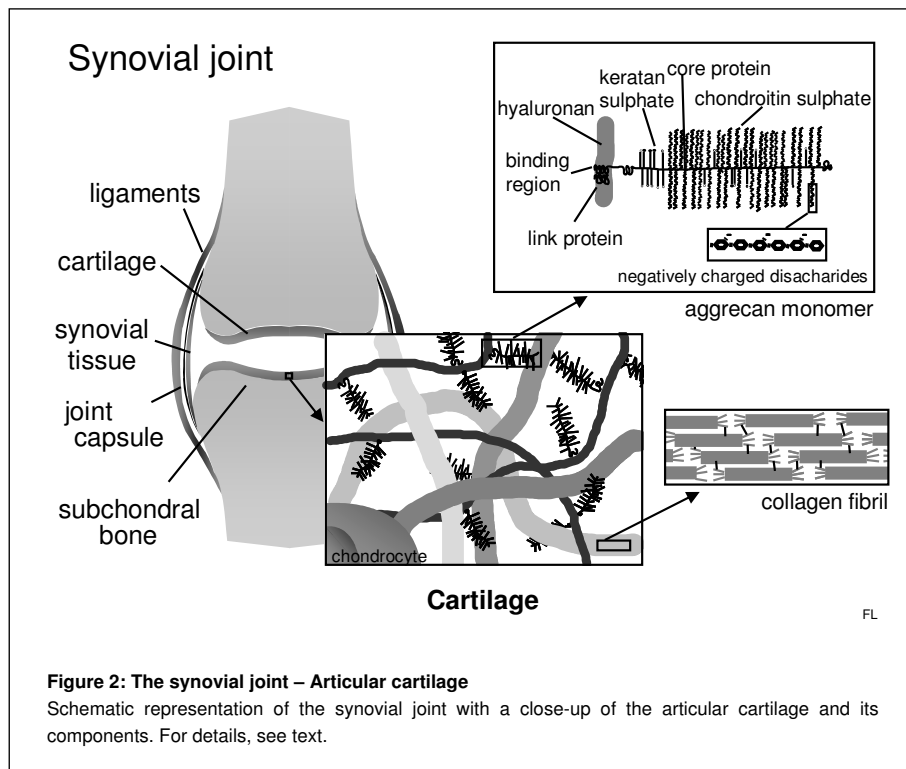 Synovial joint
ligaments
cartilage
synovial
tissue
joint
capsule
subchondral
bone
hyaluronan
keratan
sulphate
core protein
chondroitin sulphate
binding
region
link protein
negatively charged disacharides
aggrecan monomer
chondrocyte
collagen fibril
Cartilage
FL
Figure 2: The synovial joint – Articular cartilage
Schematic representation of the synovial joint with a close-up of the articular cartilage and its
components. For details, see text.